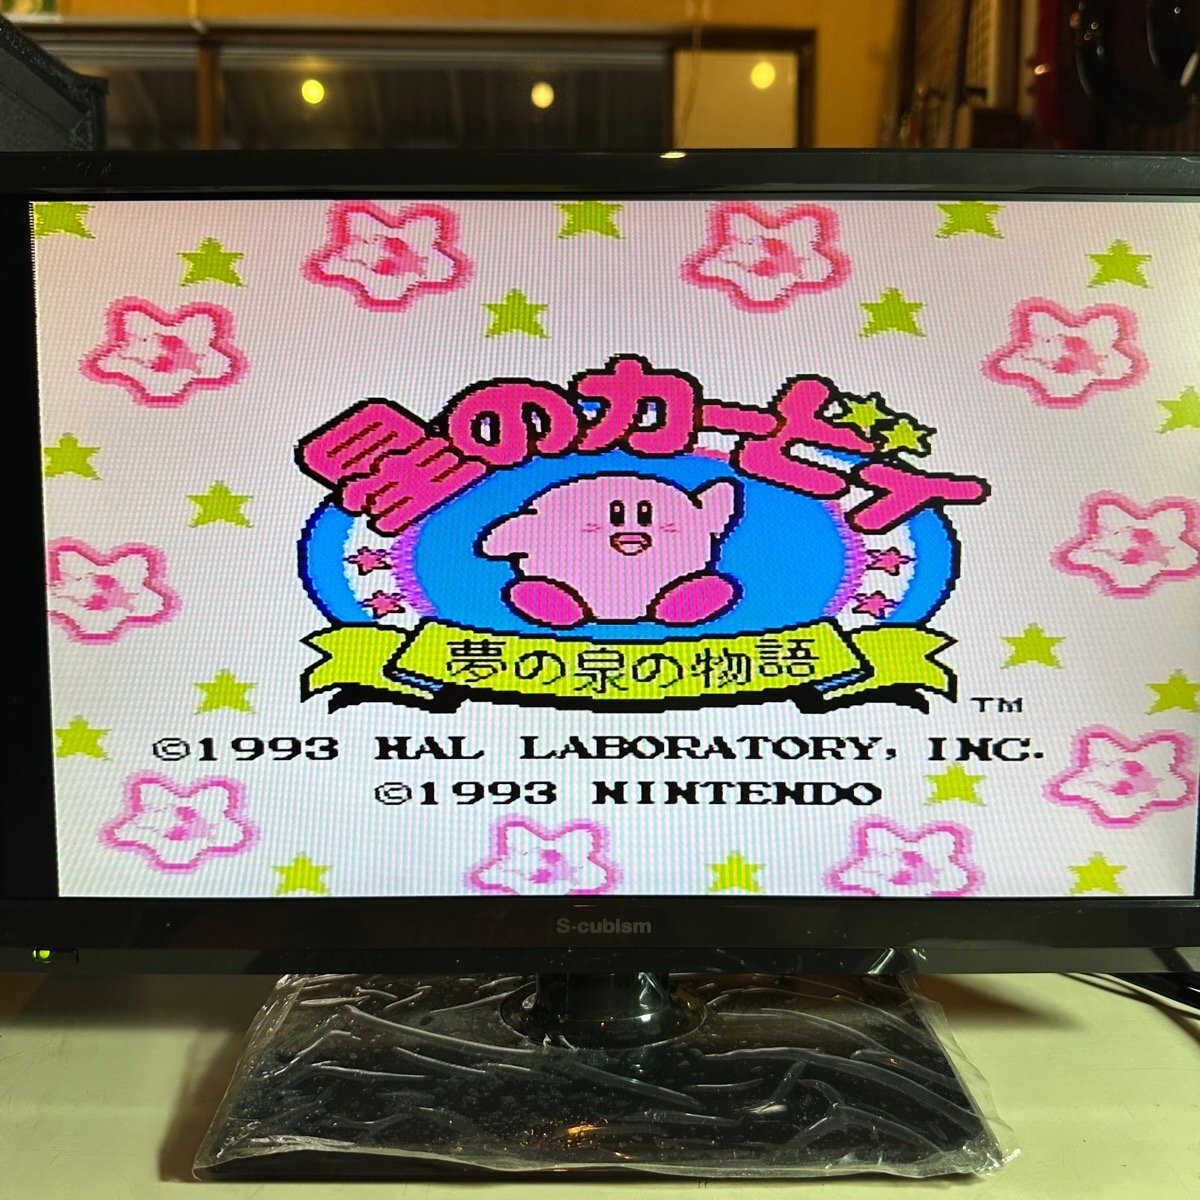 星のカービィ
夢の泉の物語
TM
©1993 HAL LABORATORY, INC.
©1993 NINTENDO
S-cubism